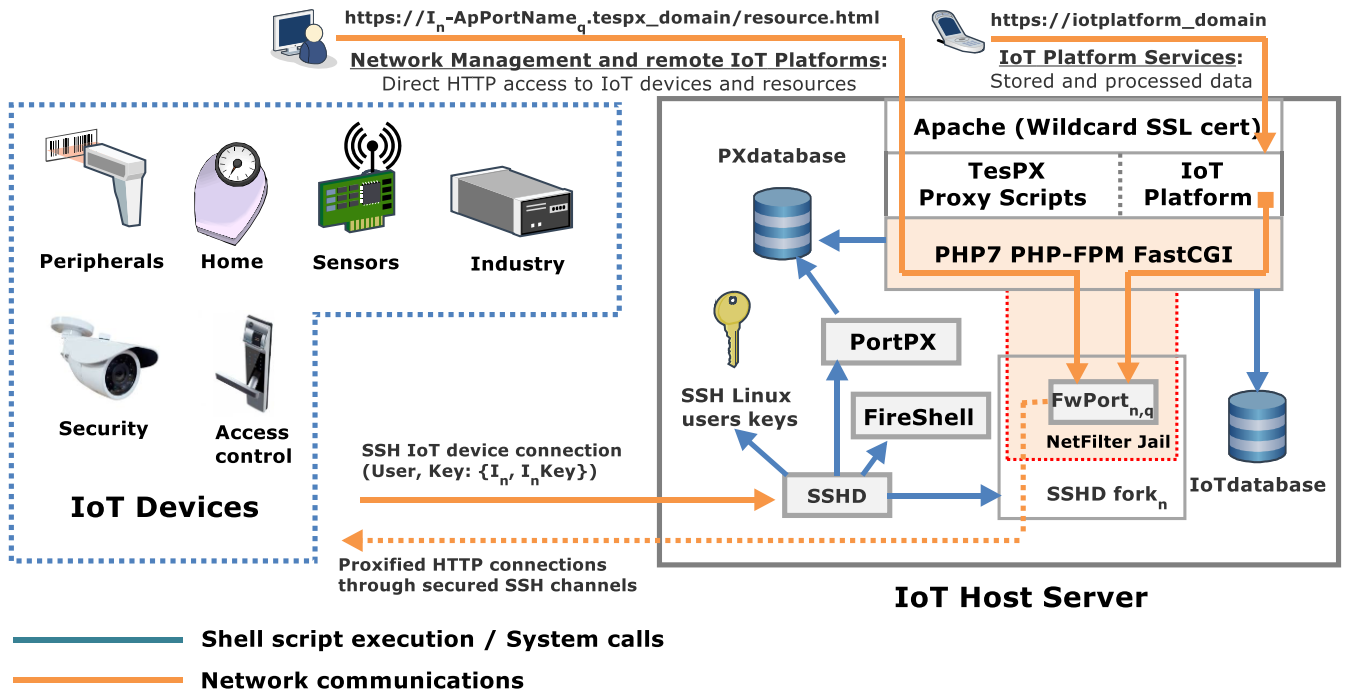 https://In-ApPortNameq.tespx_domain/resource.html
Network Management and remote IoT Platforms:
Direct HTTP access to IoT devices and resources
https://iotplatform_domain
IoT Platform Services:
Stored and processed data
Peripherals
Home
Sensors
Industry
Security
Access
control
IoT Devices
SSH IoT device connection
(User, Key: {In, InKey})
Proxified HTTP connections
through secured SSH channels
Apache (Wildcard SSL cert)
TesPX
Proxy Scripts
IoT
Platform
PHP7 PHP-FPM FastCGI
PXdatabase
PortPX
SSH Linux
users keys
FireShell
SSHD
FwPortn,q
NetFilter Jail
SSHD forkn
IoTdatabase
IoT Host Server
Shell script execution / System calls
Network communications